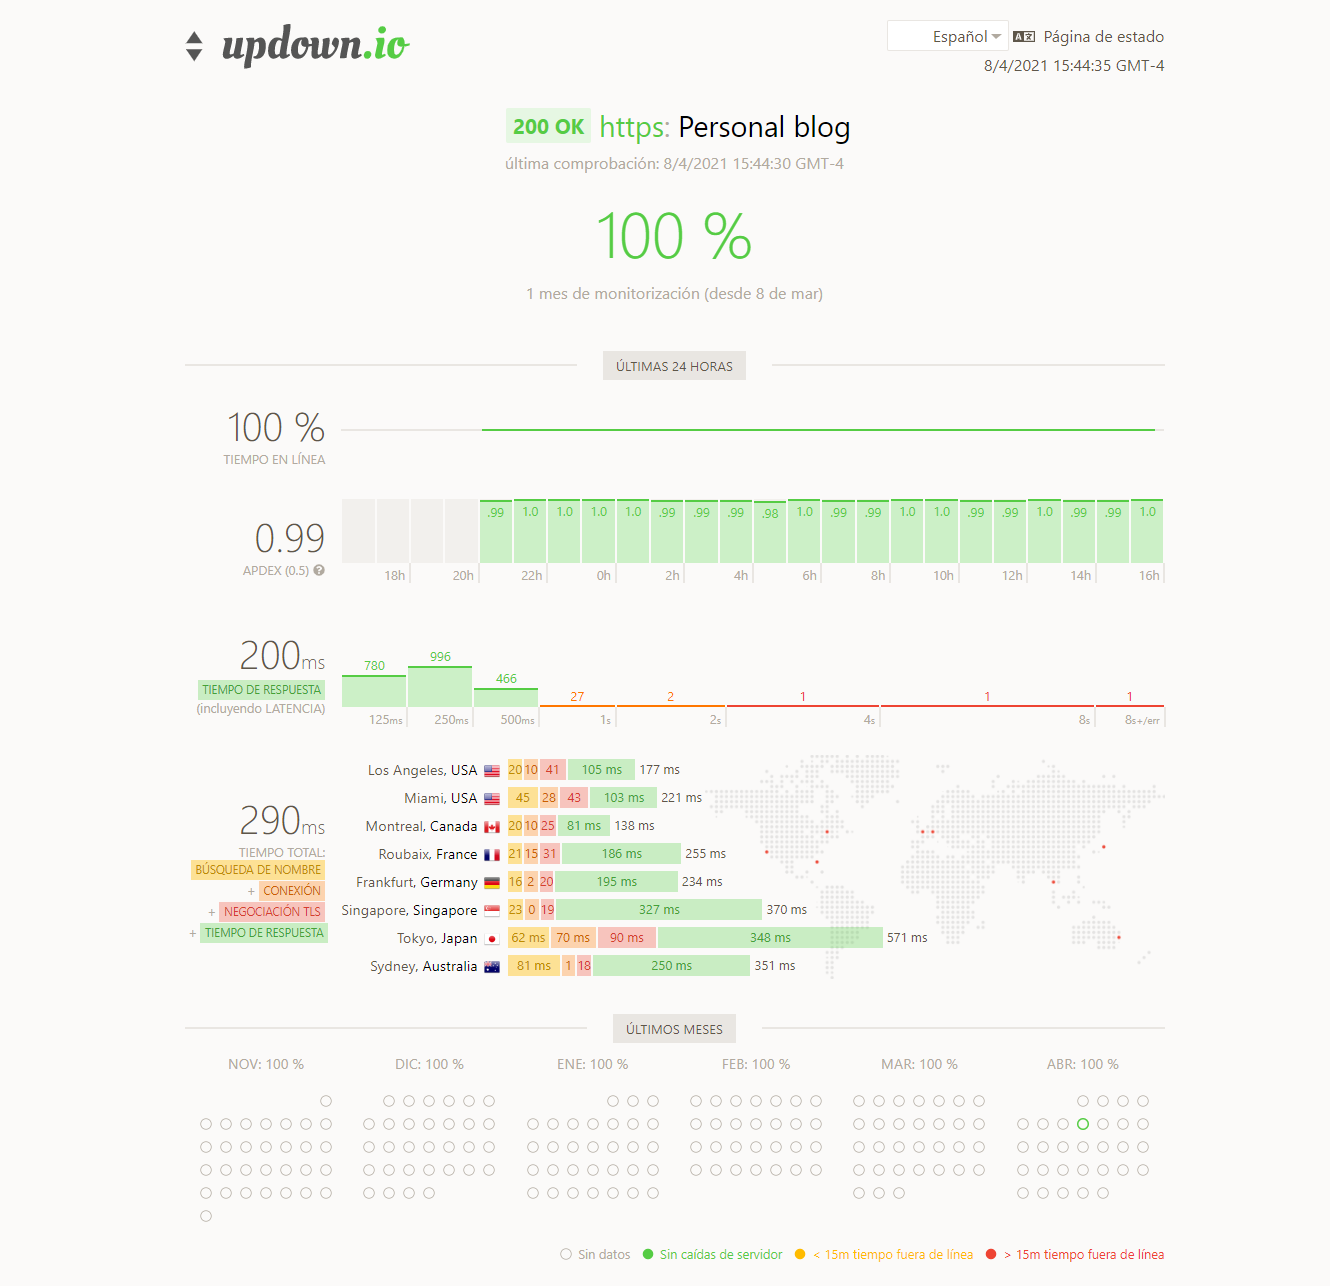 updown.io
Español
Página de estado
8/4/2021 15:44:35 GMT-4
200 OK https: Personal blog
última comprobación: 8/4/2021 15:44:30 GMT-4
100 %
1 mes de monitorización (desde 8 de mar)
ÚLTIMAS 24 HORAS
100 %
TIEMPO EN LÍNEA
.99 1.0 1.0 1.0 1.0 .99 .99 .99 .98 1.0 .99 .99 1.0 1.0 .99 .99 1.0 .99 .99 1.0
0.99
APDEX (0.5) ?
18h 20h 22h 0h 2h 4h 6h 8h 10h 12h 14h 16h
200ms
TIEMPO DE RESPUESTA
(incluyendo LATENCIA)
780 996 466 27 2 1 1 1
125ms 250ms 500ms 1s 2s 4s 8s 8s+/err
290ms
TIEMPO TOTAL:
BÚSQUEDA DE NOMBRE
+ CONEXIÓN
+ NEGOCIACIÓN TLS
+ TIEMPO DE RESPUESTA
Los Angeles, USA 20 10 41 105 ms 177 ms
Miami, USA 45 28 43 103 ms 221 ms
Montreal, Canada 20 10 25 81 ms 138 ms
Roubaix, France 21 15 31 186 ms 255 ms
Frankfurt, Germany 16 2 20 195 ms 234 ms
Singapore, Singapore 23 0 19 327 ms 370 ms
Tokyo, Japan 62 ms 70 ms 90 ms 348 ms 571 ms
Sydney, Australia 81 ms 1 18 250 ms 351 ms
ÚLTIMOS MESES
NOV: 100 % DIC: 100 % ENE: 100 % FEB: 100 % MAR: 100 % ABR: 100 %
Sin datos Sin caídas de servidor < 15m tiempo fuera de línea > 15m tiempo fuera de línea